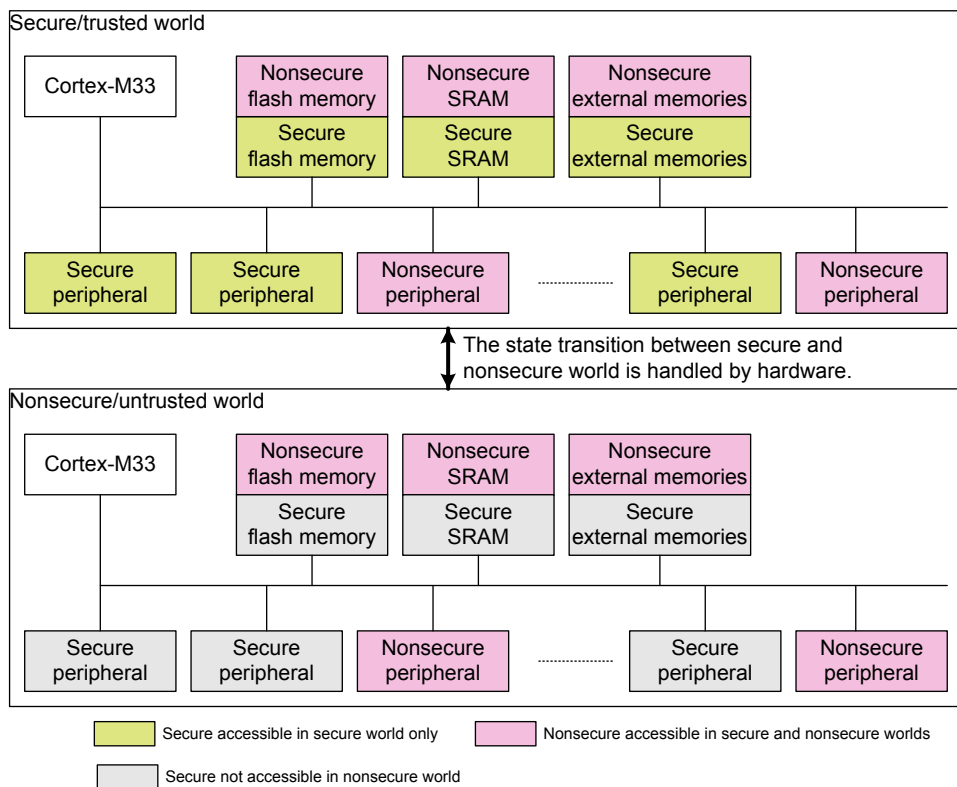 Secure/trusted world
Cortex-M33
Nonsecure
flash memory
Secure
flash memory
Nonsecure
SRAM
Secure
SRAM
Nonsecure
external memories
Secure
external memories
Secure
peripheral
Secure
peripheral
Nonsecure
peripheral
Secure
peripheral
Nonsecure
peripheral
The state transition between secure and
nonsecure world is handled by hardware.
Nonsecure/untrusted world
Cortex-M33
Nonsecure
flash memory
Secure
flash memory
Nonsecure
SRAM
Secure
SRAM
Nonsecure
external memories
Secure
external memories
Secure
peripheral
Secure
peripheral
Nonsecure
peripheral
Secure
peripheral
Nonsecure
peripheral
Secure accessible in secure world only
Nonsecure accessible in secure and nonsecure worlds
Secure not accessible in nonsecure world